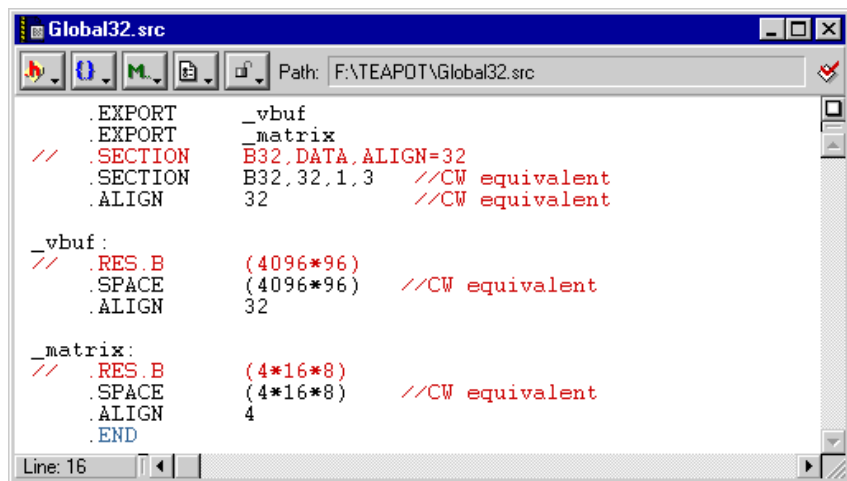 Global32.src
Path: F:\TEAPOT\Global32.src
.EXPORT _vbuf
.EXPORT _matrix
// .SECTION B32,DATA,ALIGN=32
.SECTION B32,32,1,3 //CW equivalent
.ALIGN 32 //CW equivalent
_vbuf:
// .RES.B (4096*96)
.SPACE (4096*96) //CW equivalent
.ALIGN 32
_matrix:
// .RES.B (4*16*8)
.SPACE (4*16*8) //CW equivalent
.ALIGN 4
.END
Line: 16